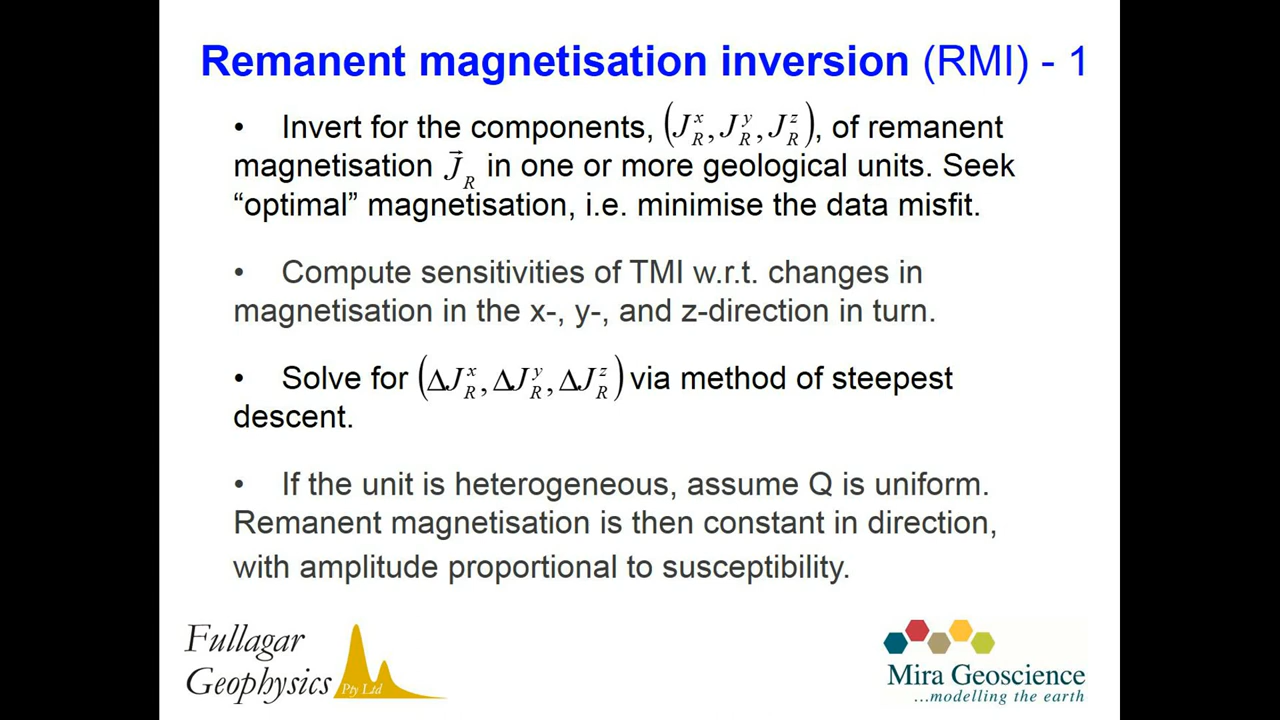 Remanent magnetisation inversion (RMI) - 1
• Invert for the components, (J_R^x, J_R^y, J_R^z), of remanent
magnetisation J⃗_R in one or more geological units. Seek
“optimal” magnetisation, i.e. minimise the data misfit.
• Compute sensitivities of TMI w.r.t. changes in
magnetisation in the x-, y-, and z-direction in turn.
• Solve for (ΔJ_R^x, ΔJ_R^y, ΔJ_R^z) via method of steepest
descent.
• If the unit is heterogeneous, assume Q is uniform.
Remanent magnetisation is then constant in direction,
with amplitude proportional to susceptibility.
Fullagar
Geophysics Pty Ltd
Mira Geoscience
...modelling the earth